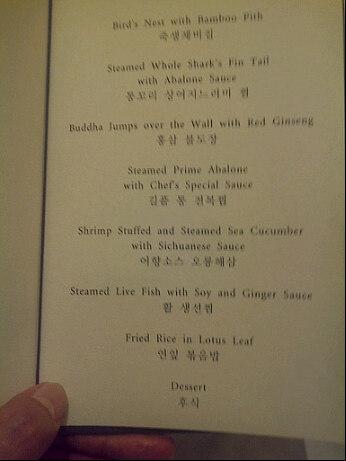 Bird's Nest with Bamboo Pith
죽생제비집
Steamed Whole Shark's Fin Tail
with Abalone Sauce
통꼬리 상어지느러미 찜
Buddha Jumps over the Wall with Red Ginseng
홍삼 불도장
Steamed Prime Abalone
with Chef's Special Sauce
길품 통 전복찜
Shrimp Stuffed and Steamed Sea Cucumber
with Sichuanese Sauce
어향소스 오룡해삼
Steamed Live Fish with Soy and Ginger Sauce
활 생선찜
Fried Rice in Lotus Leaf
연잎 볶음밥
Dessert
후식